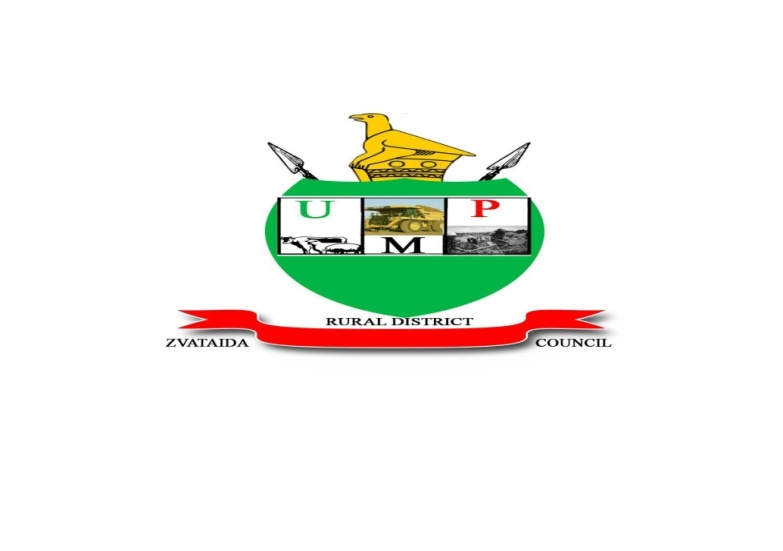 U P
M
RURAL DISTRICT
ZVATAIDA COUNCIL